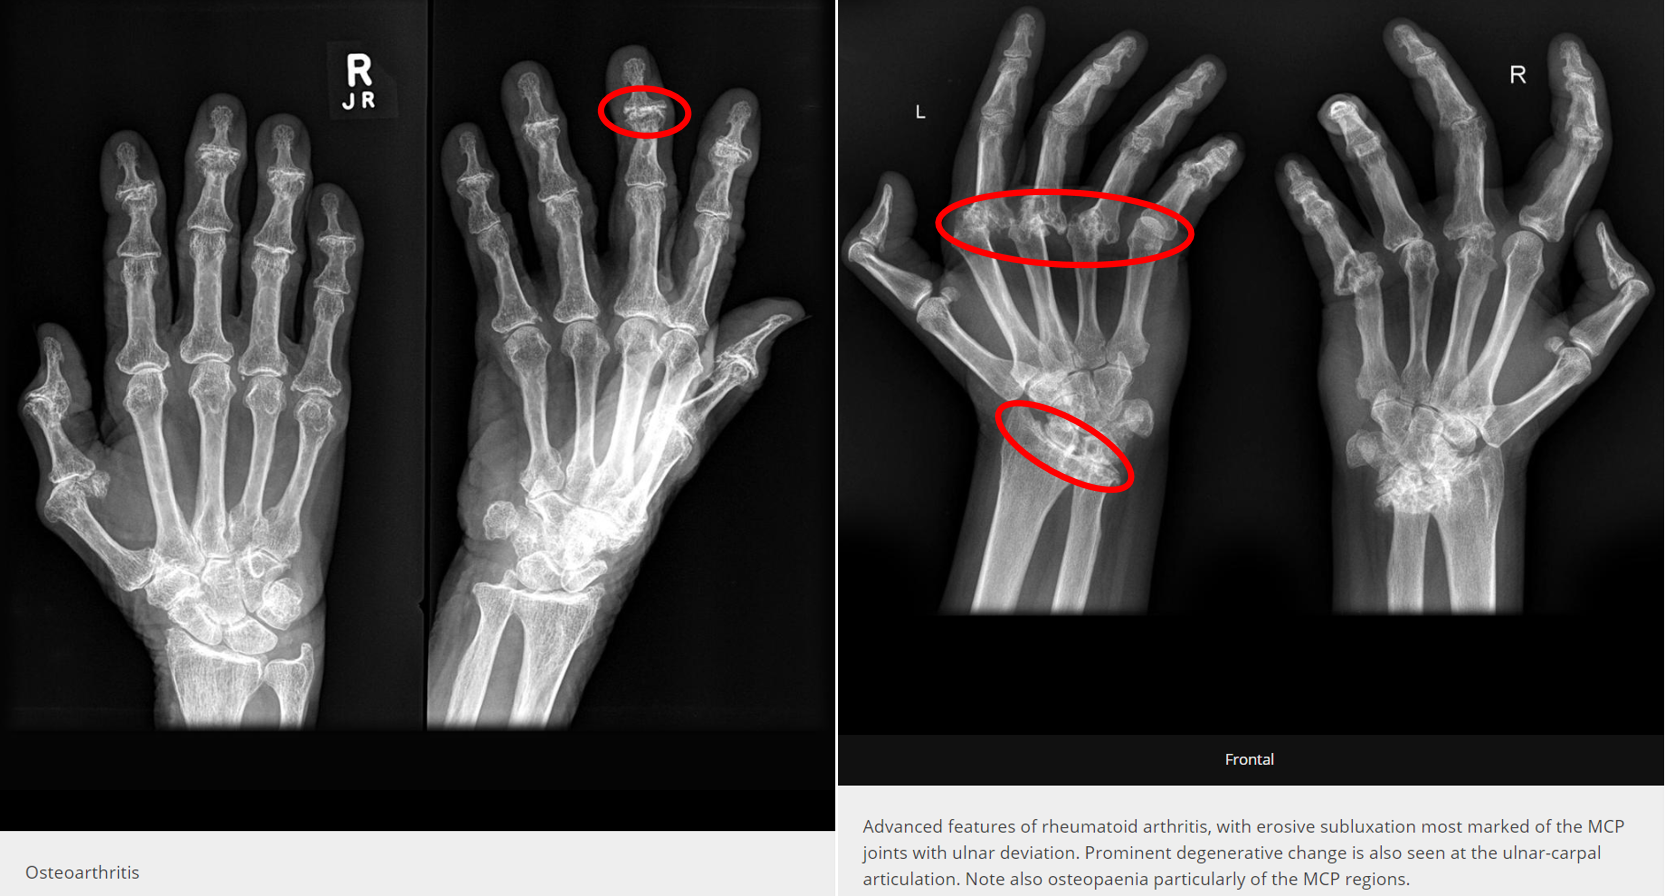 R
JR
Osteoarthritis
L
R
Frontal
Advanced features of rheumatoid arthritis, with erosive subluxation most marked of the MCP
joints with ulnar deviation. Prominent degenerative change is also seen at the ulnar-carpal
articulation. Note also osteopaenia particularly of the MCP regions.